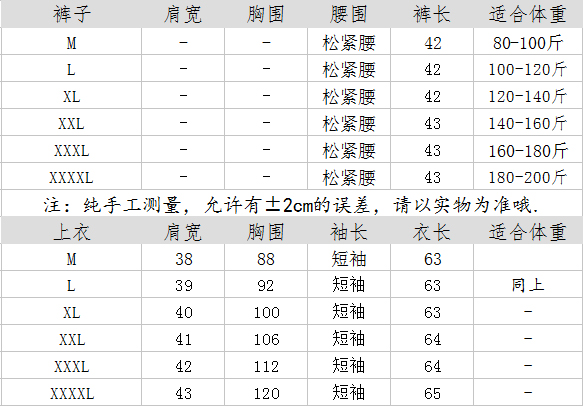 裤子 肩宽 胸围 腰围 裤长 适合体重
M - - 松紧腰 42 80-100斤
L - - 松紧腰 42 100-120斤
XL - - 松紧腰 42 120-140斤
XXL - - 松紧腰 43 140-160斤
XXXL - - 松紧腰 43 160-180斤
XXXXL - - 松紧腰 43 180-200斤
注：纯手工测量，允许有±2cm的误差，请以实物为准哦.
上衣 肩宽 胸围 袖长 衣长 适合体重
M 38 88 短袖 63
L 39 92 短袖 63 同上
XL 40 100 短袖 63 -
XXL 41 106 短袖 64 -
XXXL 42 112 短袖 64 -
XXXXL 43 120 短袖 65 -